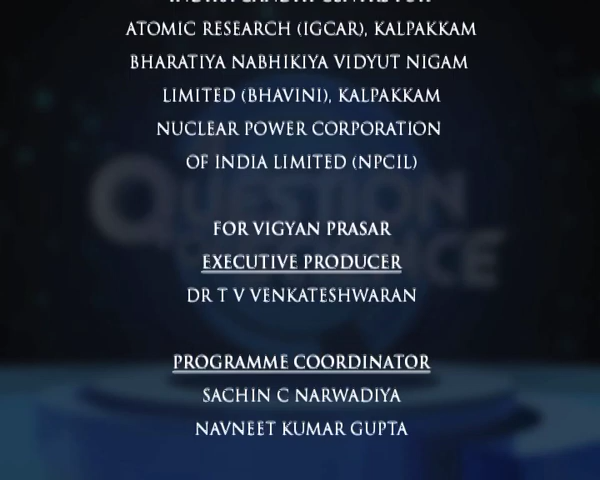 ATOMIC RESEARCH (IGCAR), KALPAKKAM
BHARATIYA NABHIKIYA VIDYUT NIGAM
LIMITED (BHAVINI), KALPAKKAM
NUCLEAR POWER CORPORATION
OF INDIA LIMITED (NPCIL)
QUESTION
FOR VIGYAN PRASAR
EXECUTIVE PRODUCER
DR T V VENKATESHWARAN
PROGRAMME COORDINATOR
SACHIN C NARWADIYA
NAVNEET KUMAR GUPTA